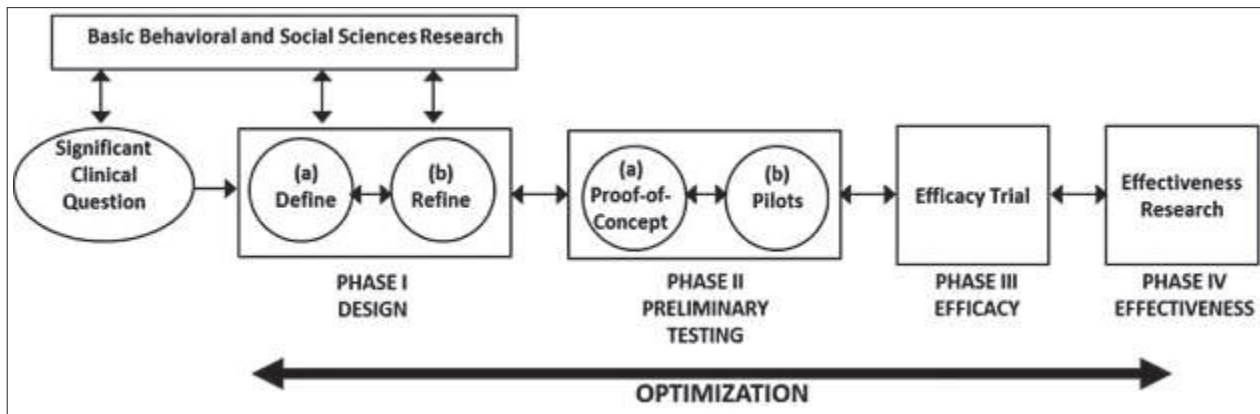 Basic Behavioral and Social Sciences Research
Significant
Clinical
Question
(a)
Define
(b)
Refine
(a)
Proof-of-
Concept
(b)
Pilots
Efficacy Trial
Effectiveness
Research
PHASE I
DESIGN
PHASE II
PRELIMINARY
TESTING
PHASE III
EFFICACY
PHASE IV
EFFECTIVENESS
OPTIMIZATION